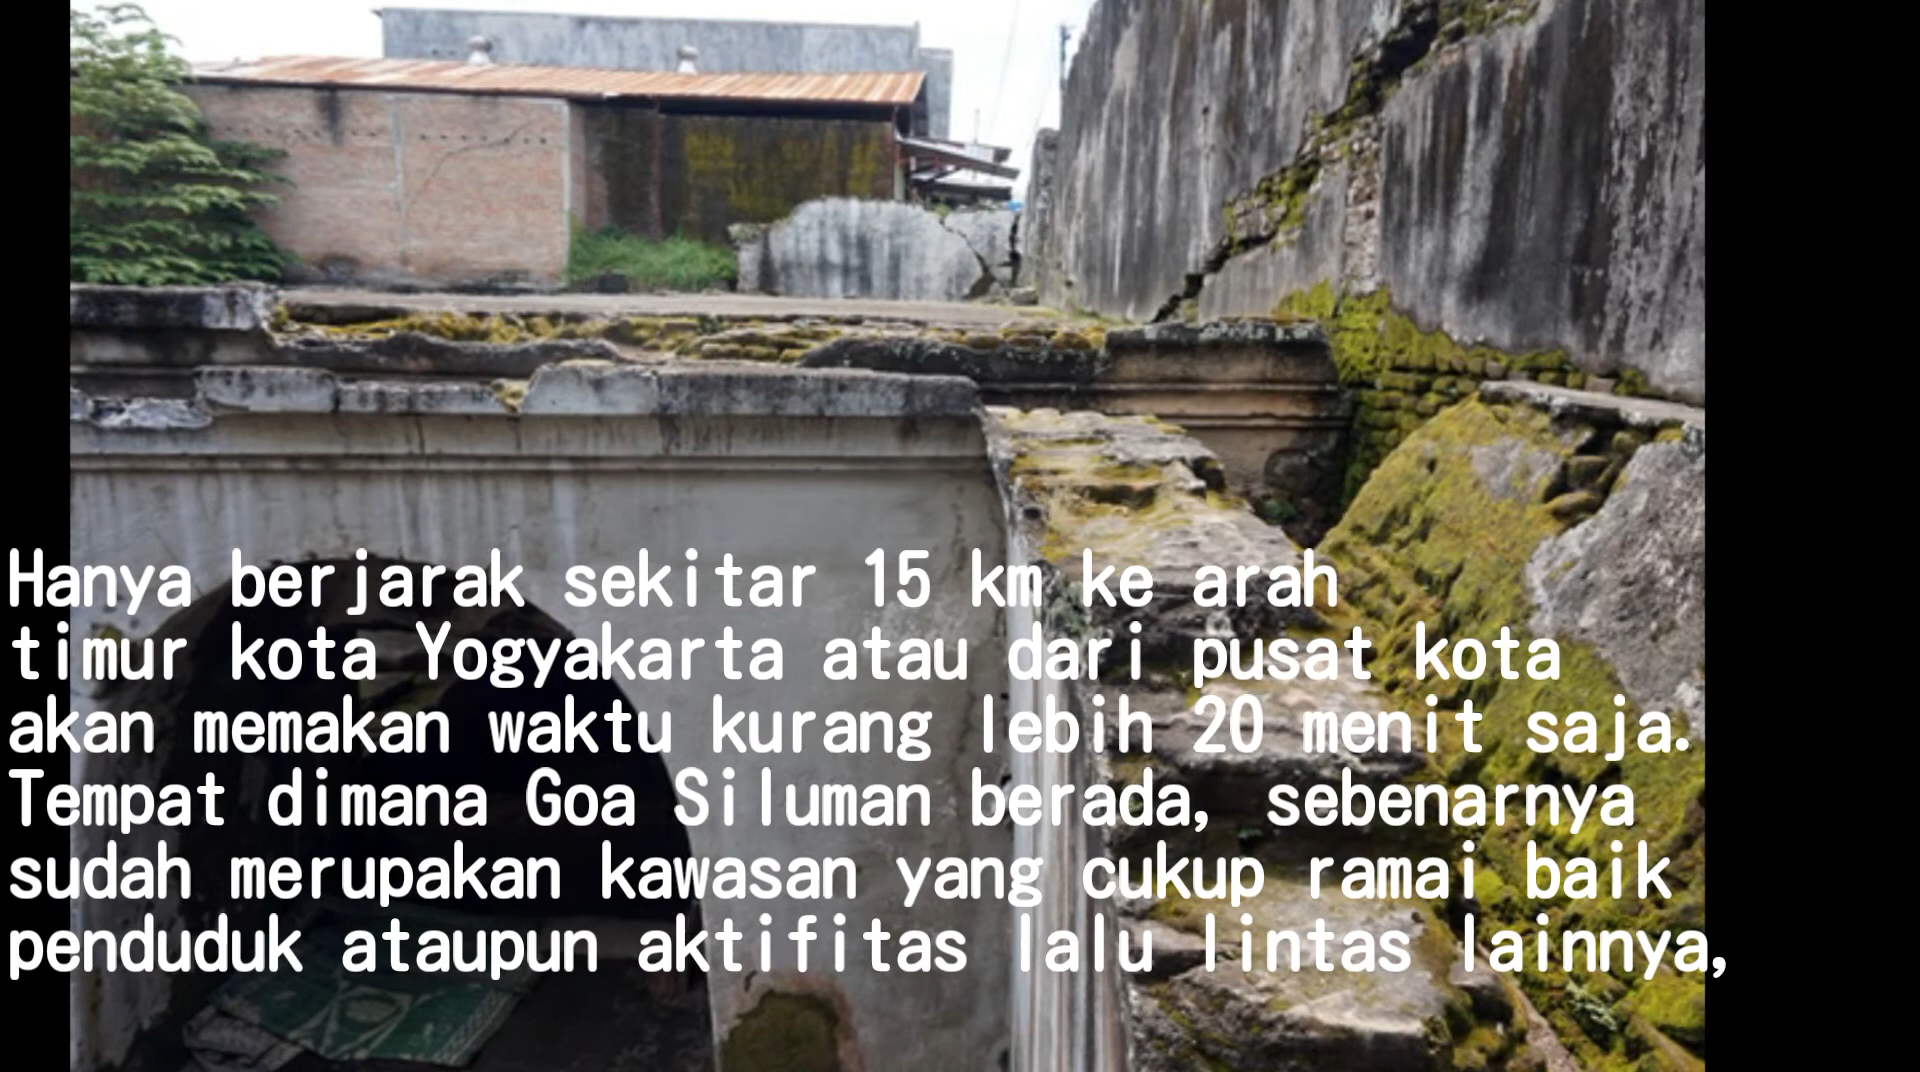 Hanya berjarak sekitar 15 km ke arah
timur kota Yogyakarta atau dari pusat kota
akan memakan waktu kurang lebih 20 menit saja.
Tempat dimana Goa Siluman berada, sebenarnya
sudah merupakan kawasan yang cukup ramai baik
penduduk ataupun aktifitas lalu lintas lainnya,